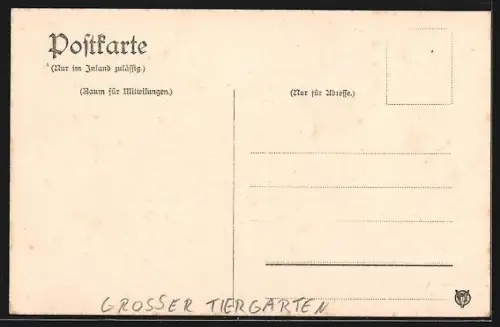 Postkarte
(Nur im Inland zulässig.)
(Raum für Mitteilungen.)
(Nur für Adresse.)
GROSSER TIERGARTEN